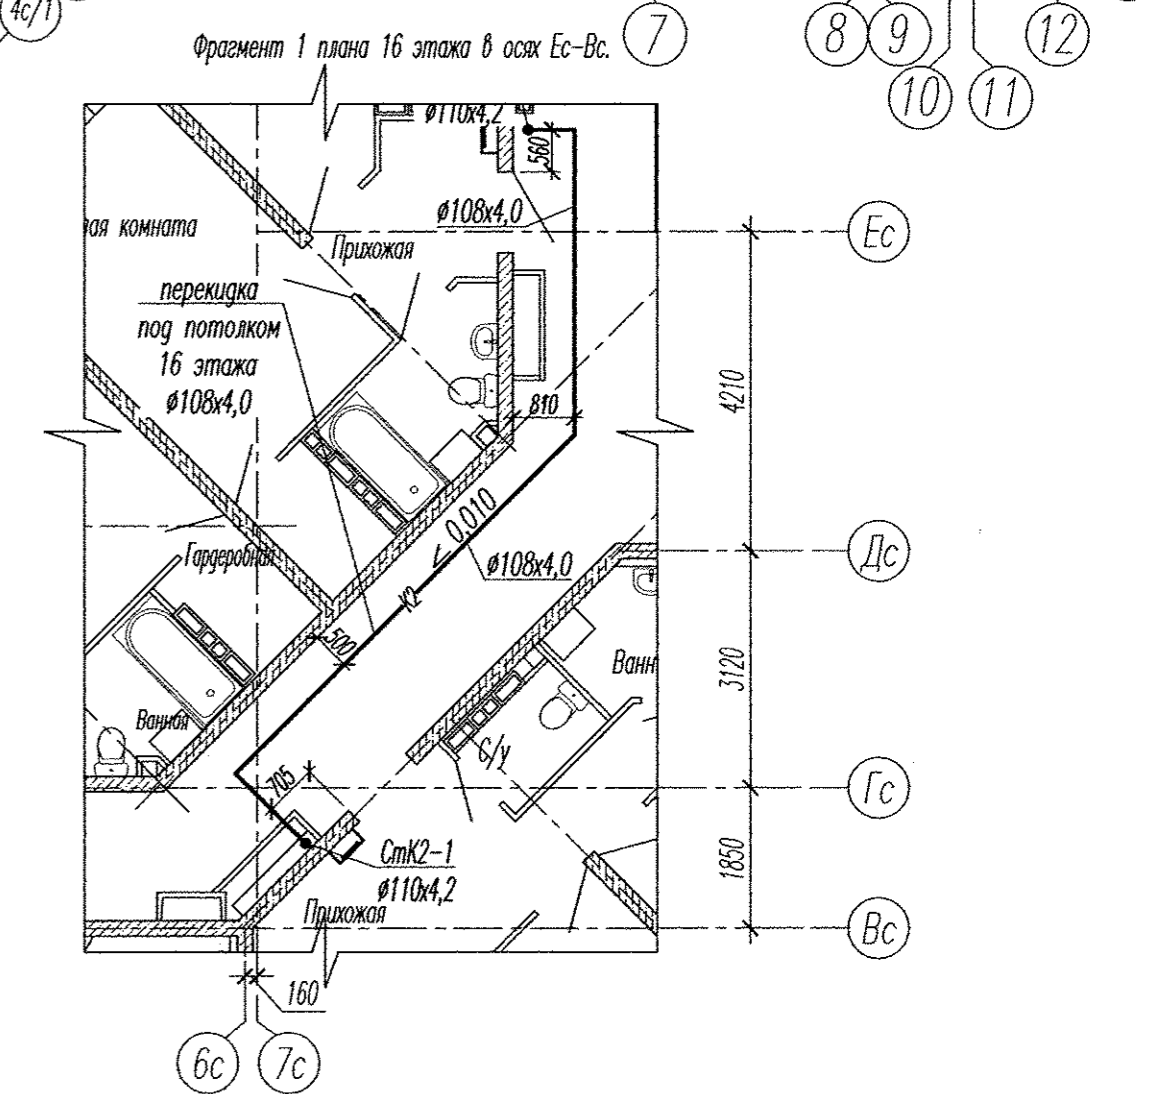 4с/1
7
8
9
10
11
12
Фрагмент 1 плана 16 этажа в осях Ес-Вс.
ø110х4,2
560
ø108х4,0
Ес
ая комната
Прихожая
перекидка
под потолком
16 этажа
ø108х4,0
810
4210
0,010
Гардеробная
ø108х4,0
Дс
К2
500
3120
Ванн
Ванная
С/у
705
Гс
СтК2-1
ø110х4,2
1850
Прихожая
Вс
160
6с
7с